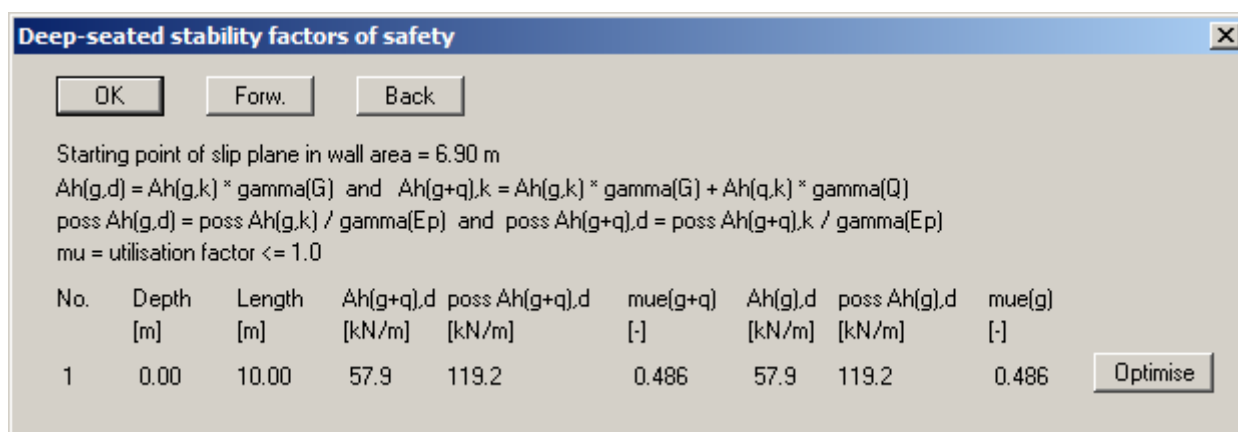 Deep-seated stability factors of safety
OK Forw. Back
Starting point of slip plane in wall area = 6.90 m
Ah(g,d) = Ah(g,k) * gamma(G) and Ah(g+q),k = Ah(g,k) * gamma(G) + Ah(q,k) * gamma(Q)
poss Ah(g,d) = poss Ah(g,k) / gamma(Ep) and poss Ah(g+q),d = poss Ah(g+q),k / gamma(Ep)
mu = utilisation factor <= 1.0
No. Depth Length Ah(g+q),d poss Ah(g+q),d mue(g+q) Ah(g),d poss Ah(g),d mue(g)
[m] [m] [kN/m] [kN/m] [-] [kN/m] [kN/m] [-]
1 0.00 10.00 57.9 119.2 0.486 57.9 119.2 0.486 Optimise